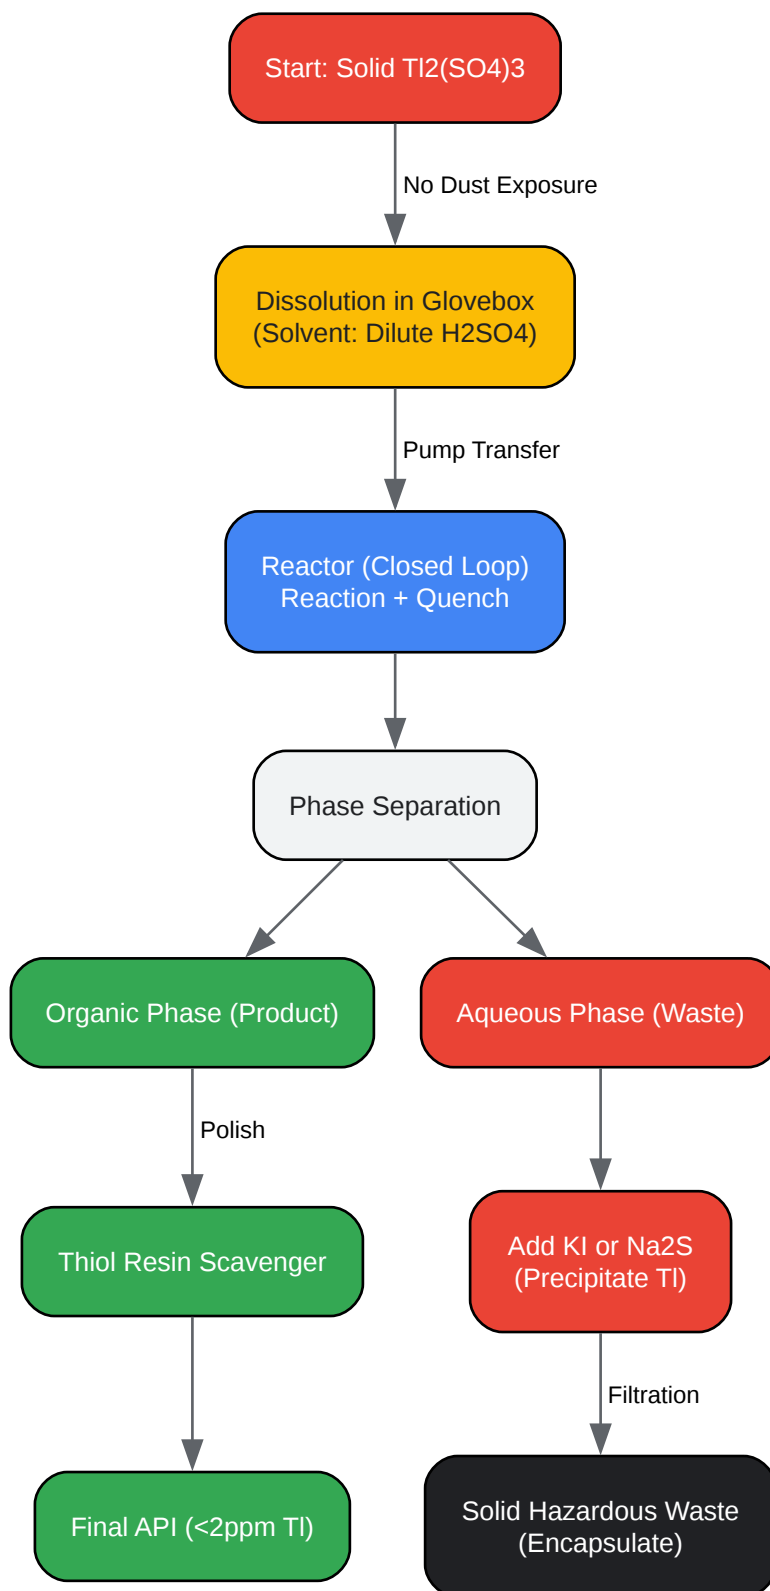 Start: Solid Tl2(SO4)3
No Dust Exposure
Dissolution in Glovebox
(Solvent: Dilute H2SO4)
Pump Transfer
Reactor (Closed Loop)
Reaction + Quench
Phase Separation
Organic Phase (Product)
Aqueous Phase (Waste)
Polish
Thiol Resin Scavenger
Add KI or Na2S
(Precipitate Tl)
Filtration
Final API (<2ppm Tl)
Solid Hazardous Waste
(Encapsulate)